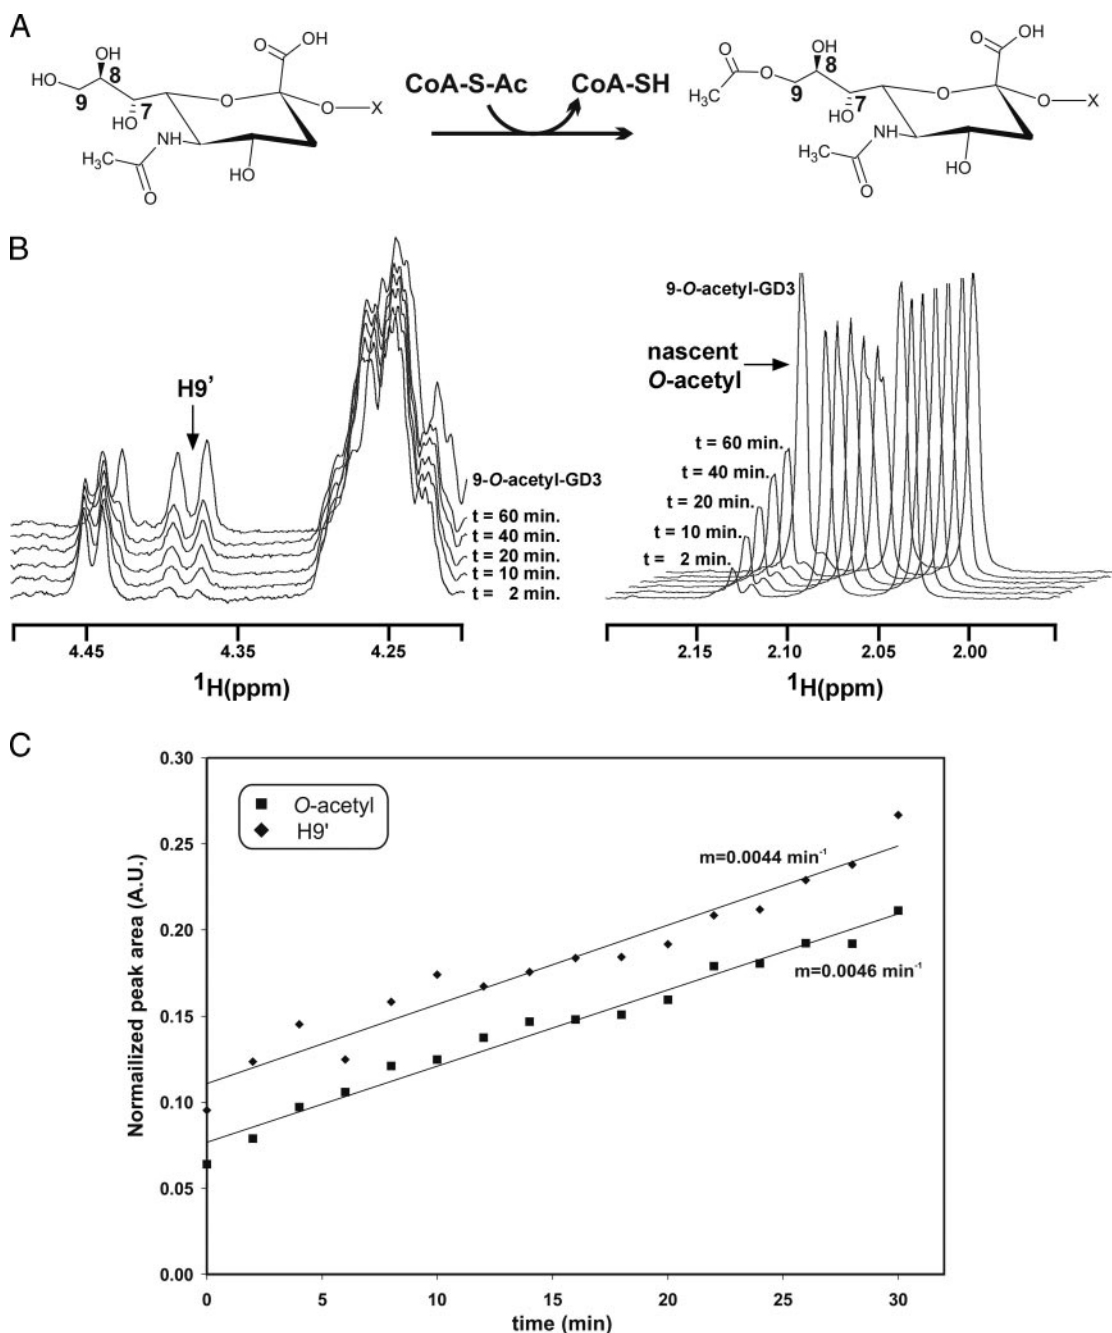 A
HO
OH
8
9
7
HO
O
OH
O
O
X
HN
H₃C
O
HO
CoA-S-Ac
CoA-SH
O
CH₃
O
OH
8
9
7
HO
O
OH
O
O
X
HN
H₃C
O
HO
B
H9'
9-O-acetyl-GD3
t = 60 min.
t = 40 min.
t = 20 min.
t = 10 min.
t = 2 min.
4.45
4.35
4.25
¹H(ppm)
9-O-acetyl-GD3
nascent
O-acetyl
t = 60 min.
t = 40 min.
t = 20 min.
t = 10 min.
t = 2 min.
2.15
2.10
2.05
2.00
¹H(ppm)
C
Normailized peak area (A.U.)
0.30
0.25
0.20
0.15
0.10
0.05
0.00
O-acetyl
H9'
m=0.0044 min⁻¹
m=0.0046 min⁻¹
0 5 10 15 20 25 30
time (min)